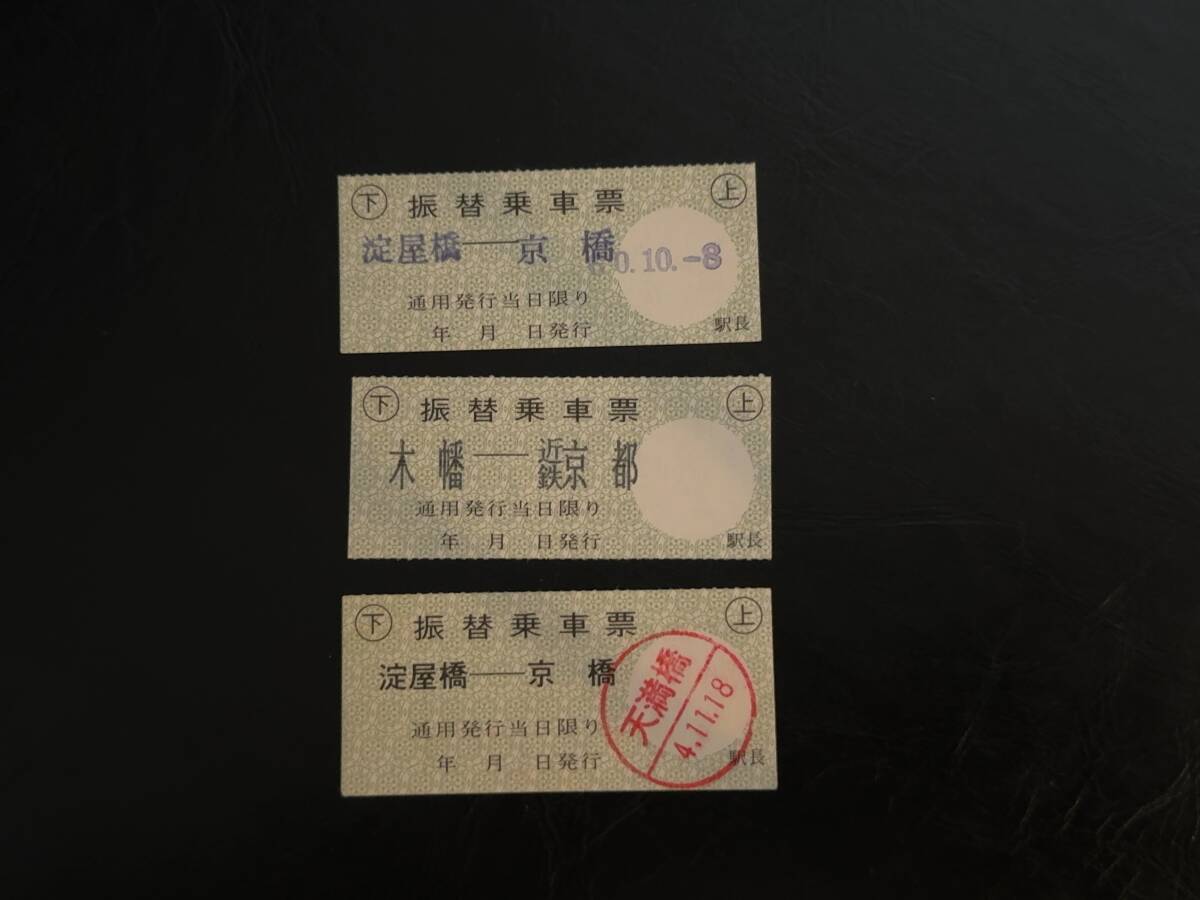 下 振替乗車票 上
淀屋橋―京橋
0.10.-8
通用発行当日限り
年 月 日発行
駅長
下 振替乗車票 上
木幡―近鉄京都
通用発行当日限り
年 月 日発行
駅長
下 振替乗車票 上
淀屋橋―京橋
天満橋
4.11.18
通用発行当日限り
年 月 日発行
駅長